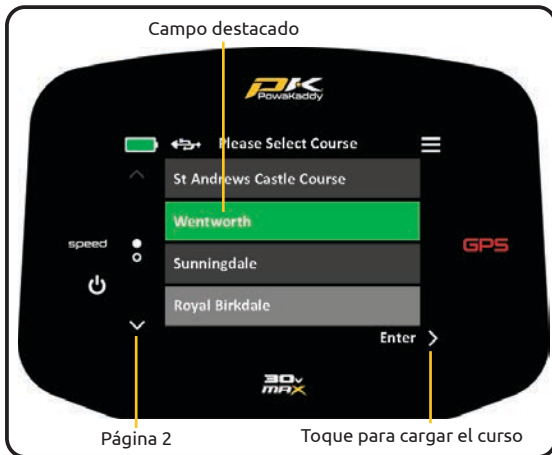 Campo destacado
PK
PowaKaddy
Please Select Course
St Andrews Castle Course
Wentworth
speed
GPS
Sunningdale
Royal Birkdale
Enter >
30v
MAX
Página 2
Toque para cargar el curso